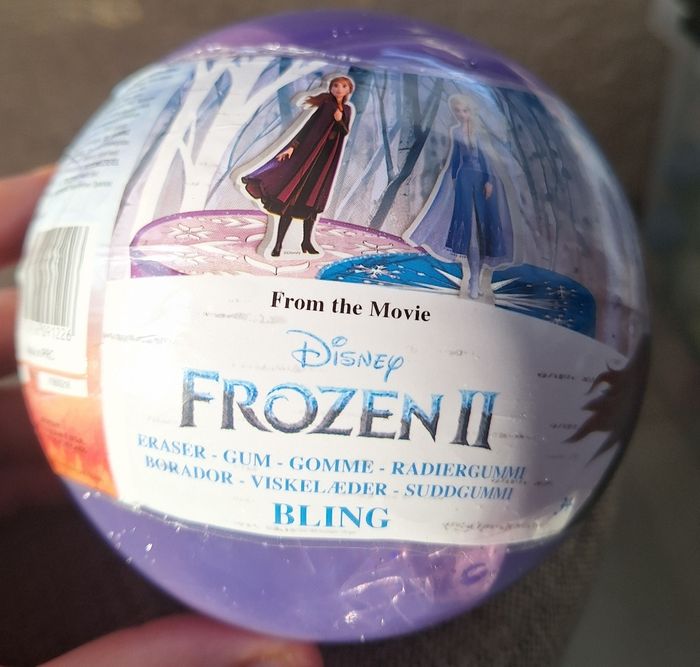 From the Movie
Disney
FROZEN II
ERASER - GUM - GOMME - RADIERGUMMI
BORADOR - VISKELÆDER - SUDDGUMMI
BLING